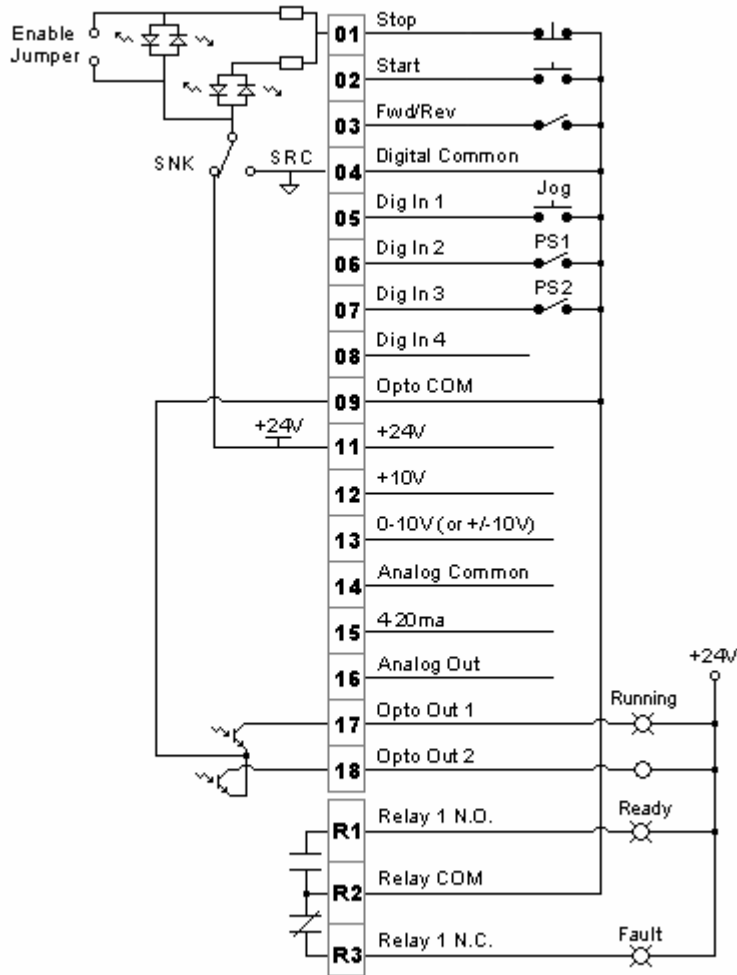 Enable
Jumper
01 Stop
02 Start
03 Fwd/Rev
SNK SRC 04 Digital Common
05 Dig In 1 Jog
06 Dig In 2 PS1
07 Dig In 3 PS2
08 Dig In 4
09 Opto COM
+24V 11 +24V
12 +10V
13 0-10V (or +/-10V)
14 Analog Common
15 4-20ma
16 Analog Out
+24V
17 Opto Out 1 Running
18 Opto Out 2
R1 Relay 1 N.O. Ready
R2 Relay COM
R3 Relay 1 N.C. Fault